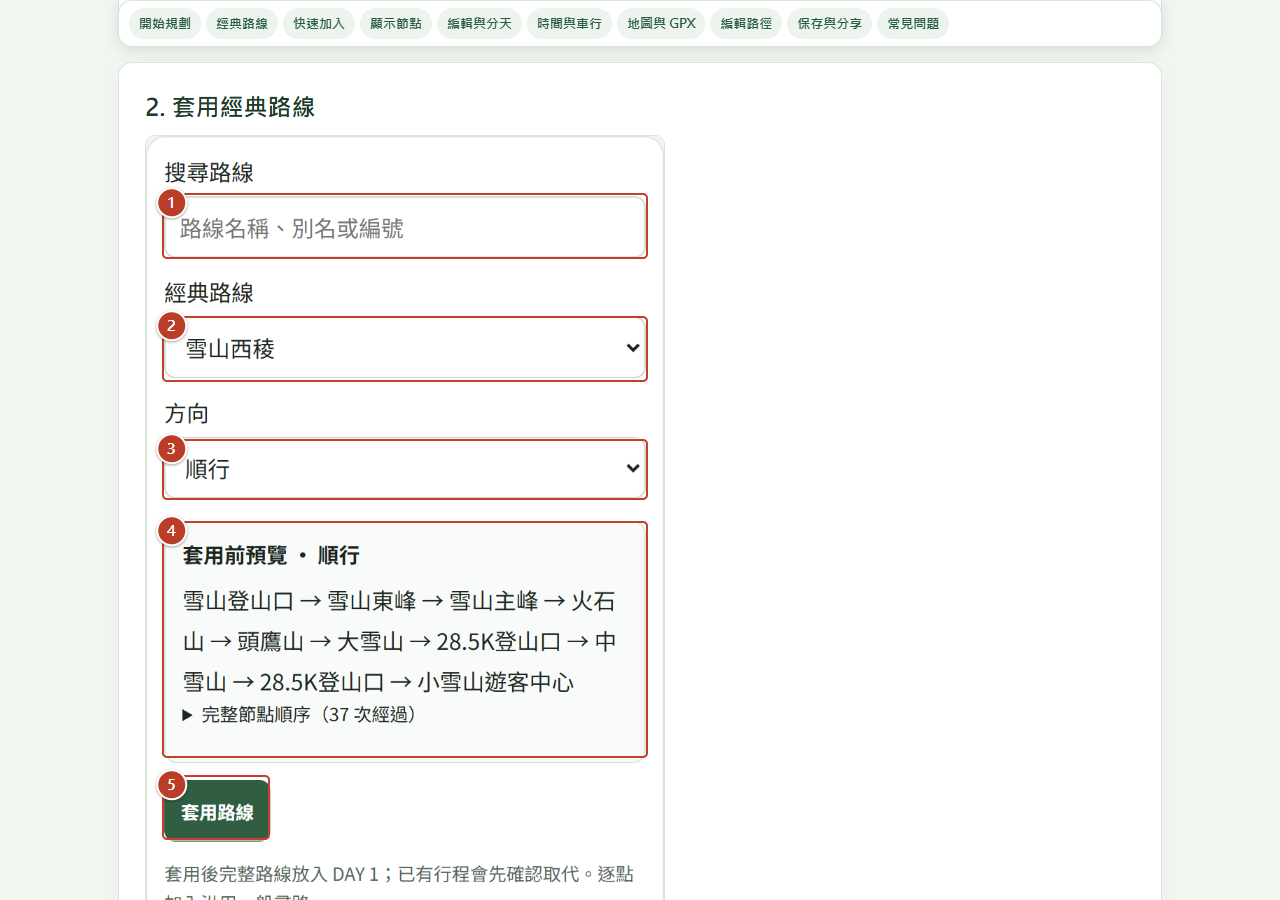 開始規劃 經典路線 快速加入 顯示節點 編輯與分天 時間與車行 地圖與 GPX 編輯路徑 保存與分享 常見問題
2. 套用經典路線
搜尋路線
1
路線名稱、別名或編號
經典路線
2
雪山西稜
方向
3
順行
4
套用前預覽 · 順行
雪山登山口 → 雪山東峰 → 雪山主峰 → 火石
山 → 頭鷹山 → 大雪山 → 28.5K登山口 → 中
雪山 → 28.5K登山口 → 小雪山遊客中心
▶ 完整節點順序（37 次經過）
5
套用路線
套用後完整路線放入 DAY 1；已有行程會先確認取代。逐點